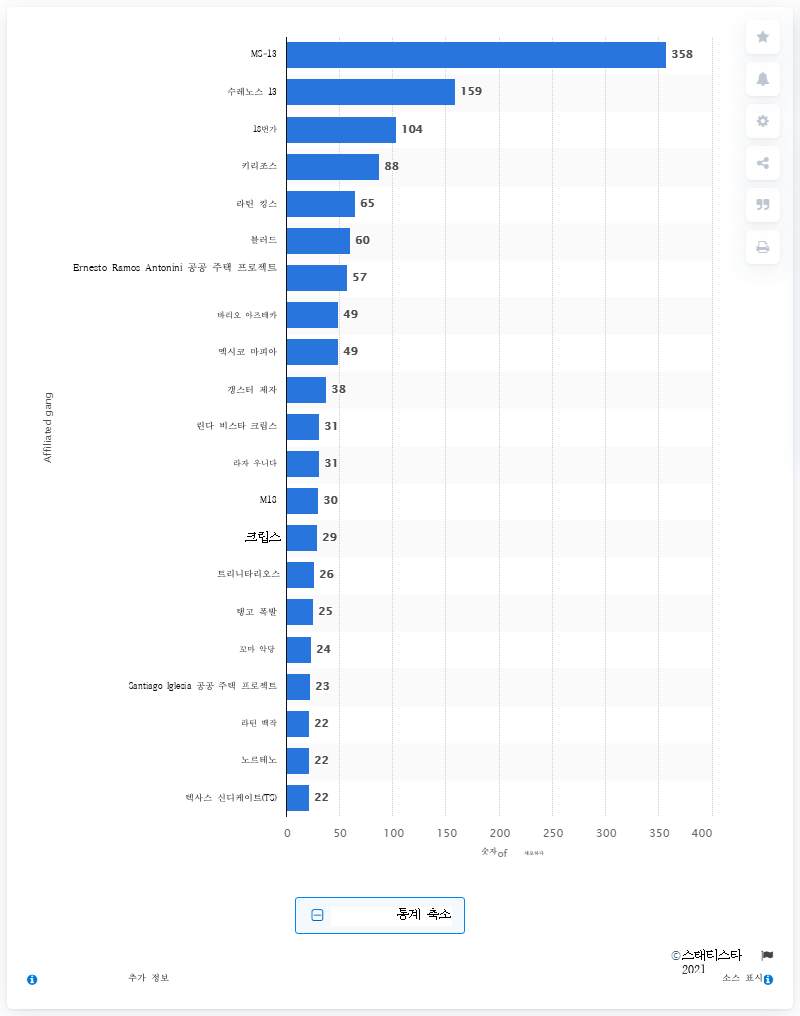 MS-13
358
수레노스 13
159
18번가
104
키리조스
88
라틴 킹스
65
블러드
60
Ernesto Ramos Antonini 공공 주택 프로젝트
57
바리오 아즈테카
49
멕시코 마피아
49
갱스터 제자
38
린다 비스타 크립스
31
라자 우니다
31
M18
30
크립스
29
트리니타리오스
26
탱고 폭발
25
꼬마 악당
24
Santiago Iglesia 공공 주택 프로젝트
23
라틴 백작
22
노르테노
22
텍사스 신디케이트(TS)
22
Affiliated gang
0 50 100 150 200 250 300 350 400
숫자of
통계 축소
©스태티스타
2021
추가 정보
소스 표시